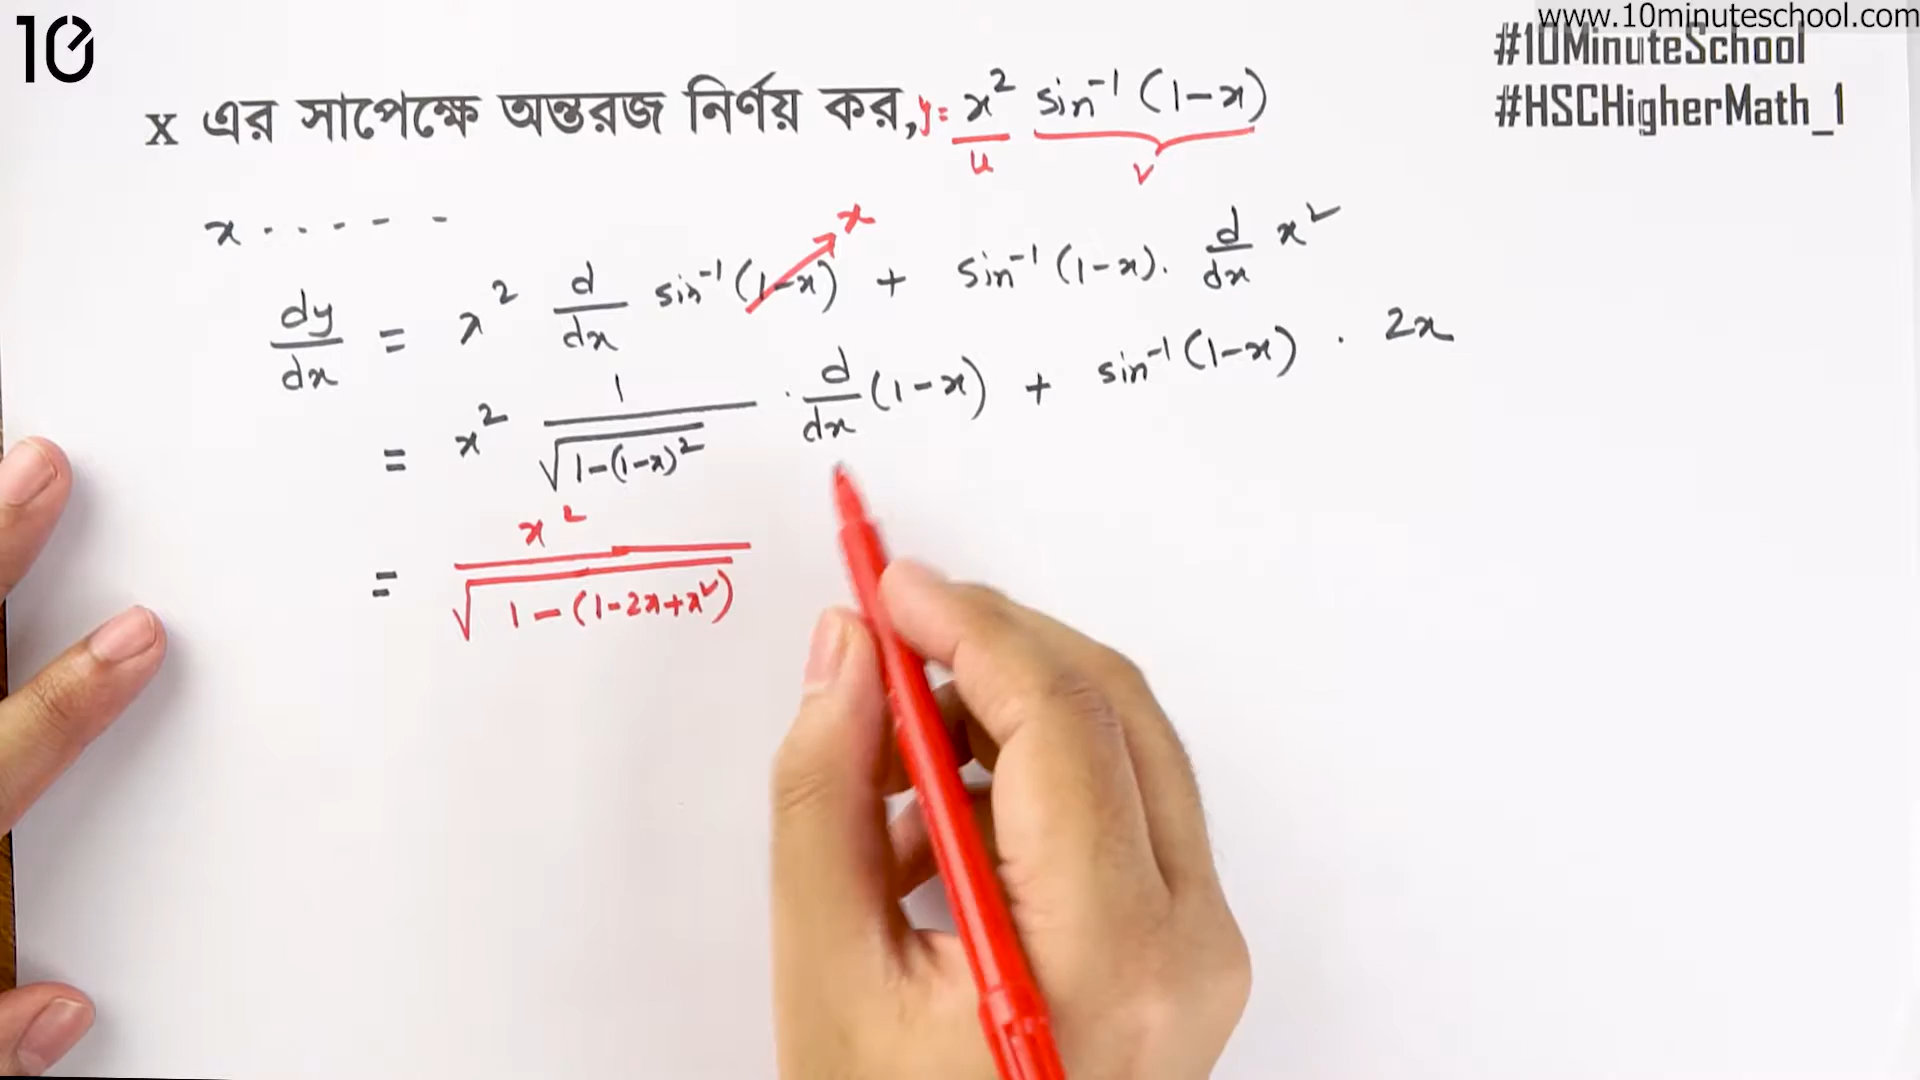 10
www.10minuteschool.com
#10MinuteSchool
#HSCHigherMath_1
x এর সাপেক্ষে অন্তরজ নির্ণয় কর, y = x² sin⁻¹ (1-x)
u v
x . . - - -
x
dy/dx = x² d/dx sin⁻¹ (1-x) + sin⁻¹ (1-x) . d/dx x²
= x² 1/√(1-(1-x)²) . d/dx (1-x) + sin⁻¹ (1-x) . 2x
= x²/√(1-(1-2x+x²))